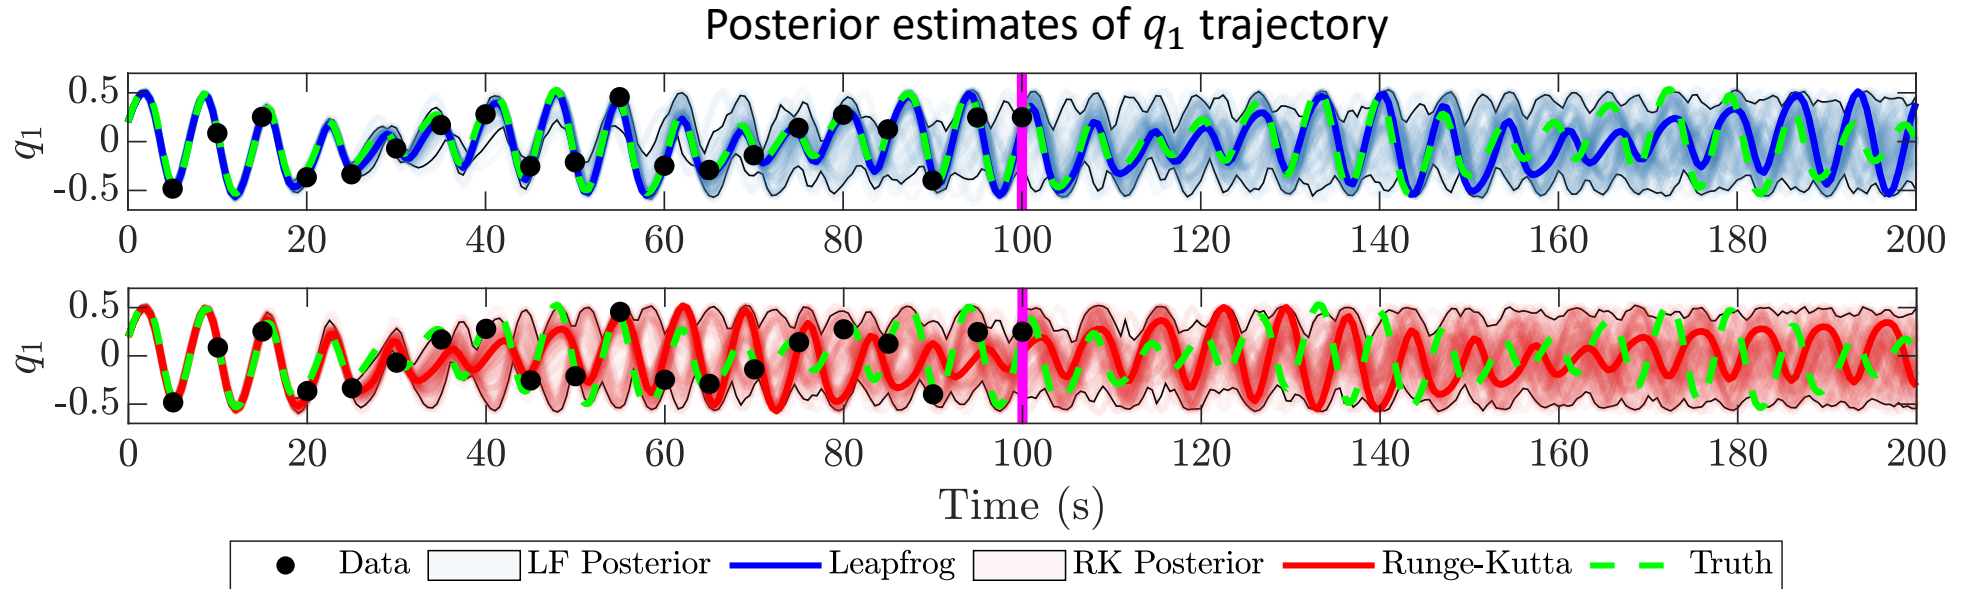 Posterior estimates of q₁ trajectory
q₁
0.5
0
-0.5
0 20 40 60 80 100 120 140 160 180 200
q₁
0.5
0
-0.5
0 20 40 60 80 100 120 140 160 180 200
Time (s)
Data LF Posterior Leapfrog RK Posterior Runge-Kutta Truth